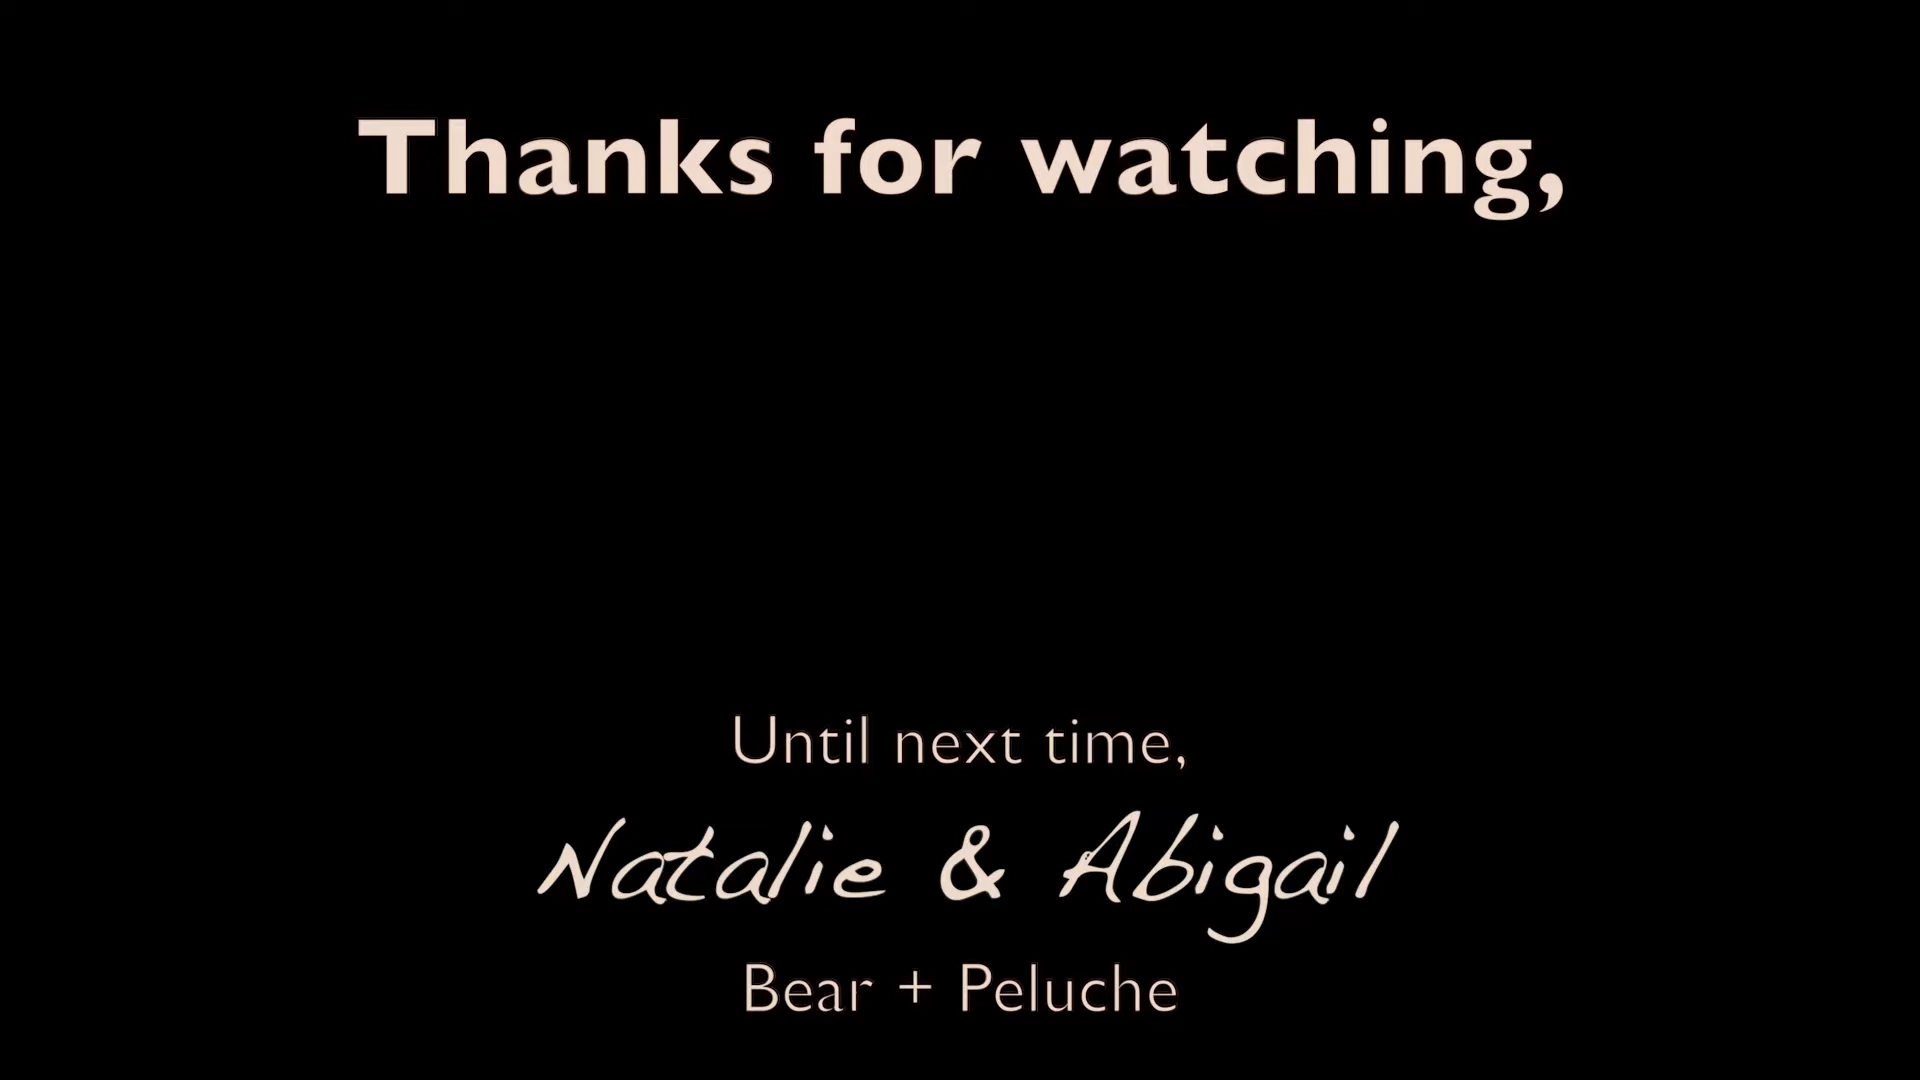 Thanks for watching,
Until next time,
Natalie & Abigail
Bear + Peluche